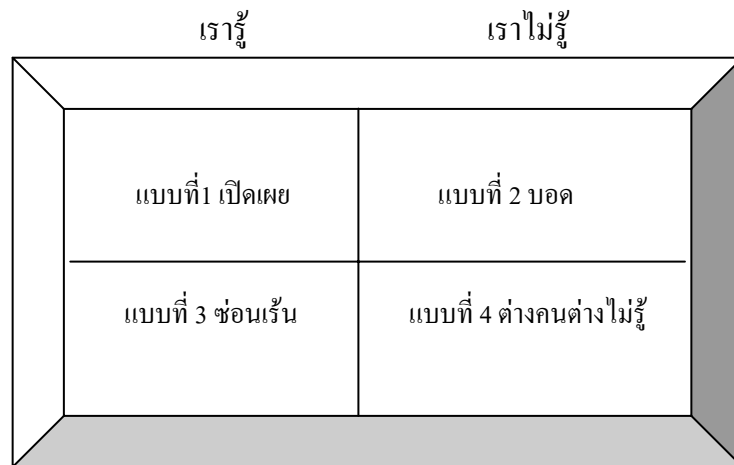 เรารู้ เราไม่รู้
แบบที่1 เปิดเผย แบบที่ 2 บอด
แบบที่ 3 ซ่อนเร้น แบบที่ 4 ต่างคนต่างไม่รู้